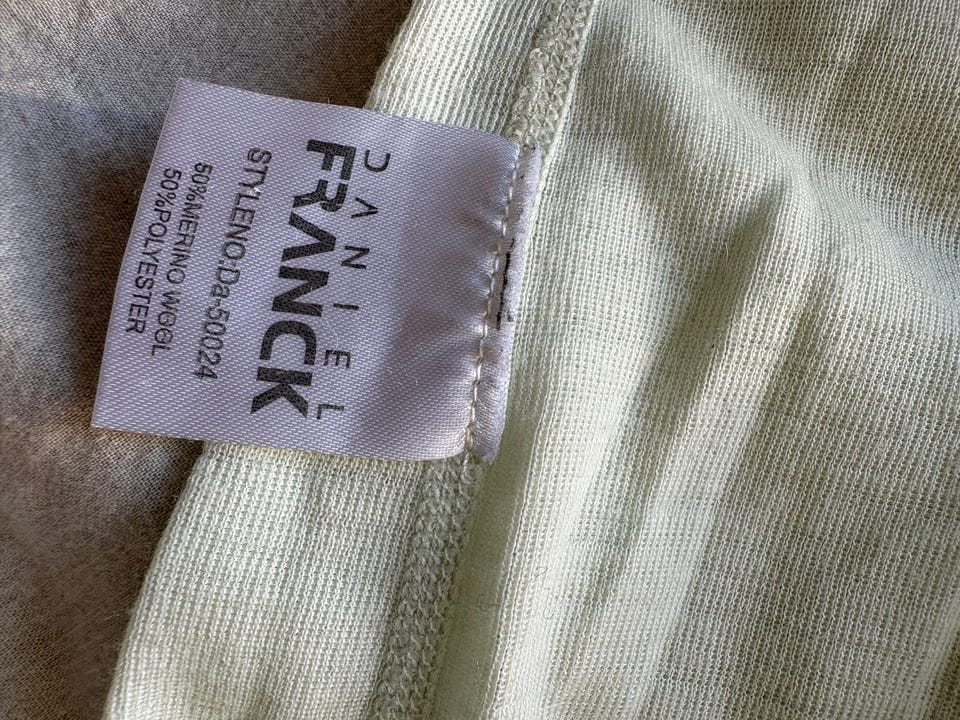 DANIEL
FRANCK
STYLENO.Da-50024
50%MERINO WOOL
50%POLYESTER